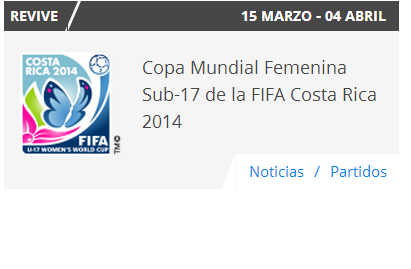 REVIVE 15 MARZO - 04 ABRIL
COSTA
RICA 2014
FIFA
U-17 WOMEN'S WORLD CUP
TM©
Copa Mundial Femenina
Sub-17 de la FIFA Costa Rica
2014
Noticias / Partidos